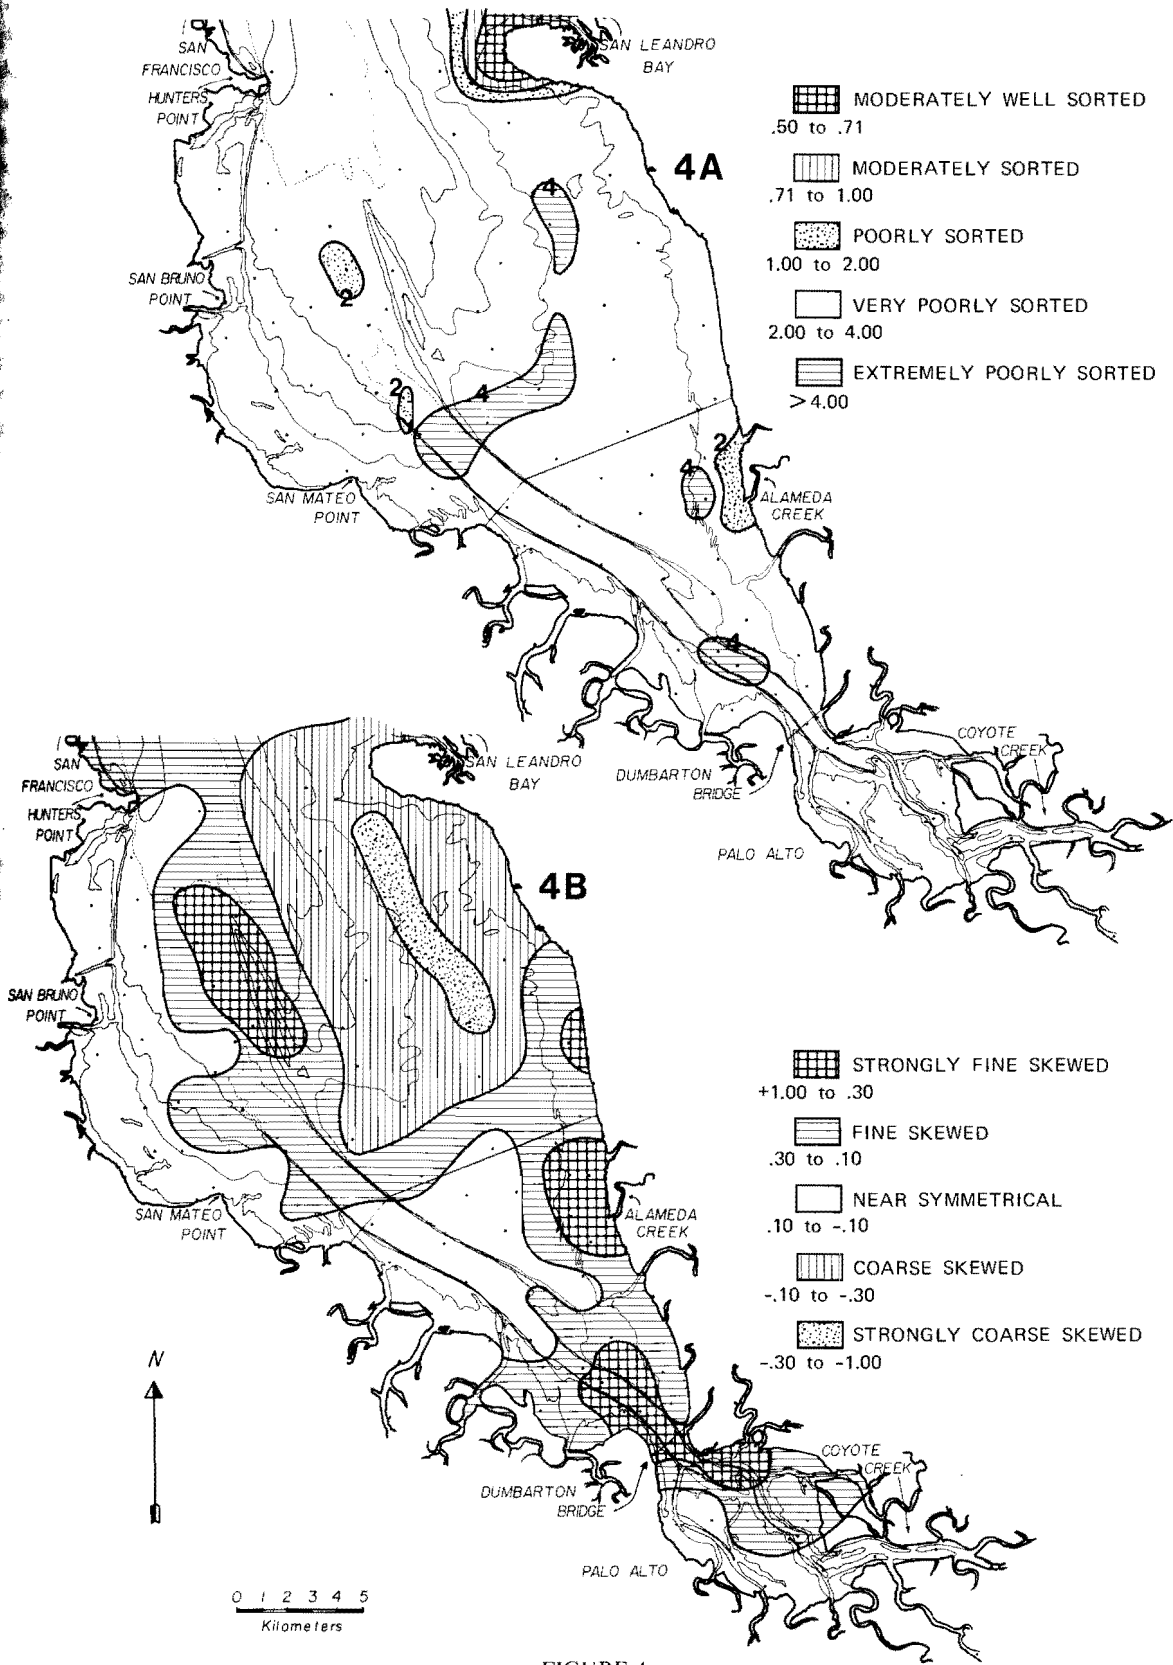 SAN
FRANCISCO
HUNTERS
POINT
SAN LEANDRO
BAY
4A
MODERATELY WELL SORTED
.50 to .71
MODERATELY SORTED
.71 to 1.00
POORLY SORTED
1.00 to 2.00
VERY POORLY SORTED
2.00 to 4.00
EXTREMELY POORLY SORTED
>4.00
4
2
SAN BRUNO
POINT
2
4
2
4
SAN MATEO
POINT
ALAMEDA
CREEK
4
COYOTE
CREEK
DUMBARTON
BRIDGE
PALO ALTO
SAN
FRANCISCO
HUNTERS
POINT
SAN LEANDRO
BAY
4B
SAN BRUNO
POINT
STRONGLY FINE SKEWED
+1.00 to .30
FINE SKEWED
.30 to .10
NEAR SYMMETRICAL
.10 to -.10
COARSE SKEWED
-.10 to -.30
STRONGLY COARSE SKEWED
-.30 to -1.00
SAN MATEO
POINT
ALAMEDA
CREEK
N
COYOTE
CREEK
DUMBARTON
BRIDGE
PALO ALTO
0 1 2 3 4 5
Kilometers
FIGURE 4